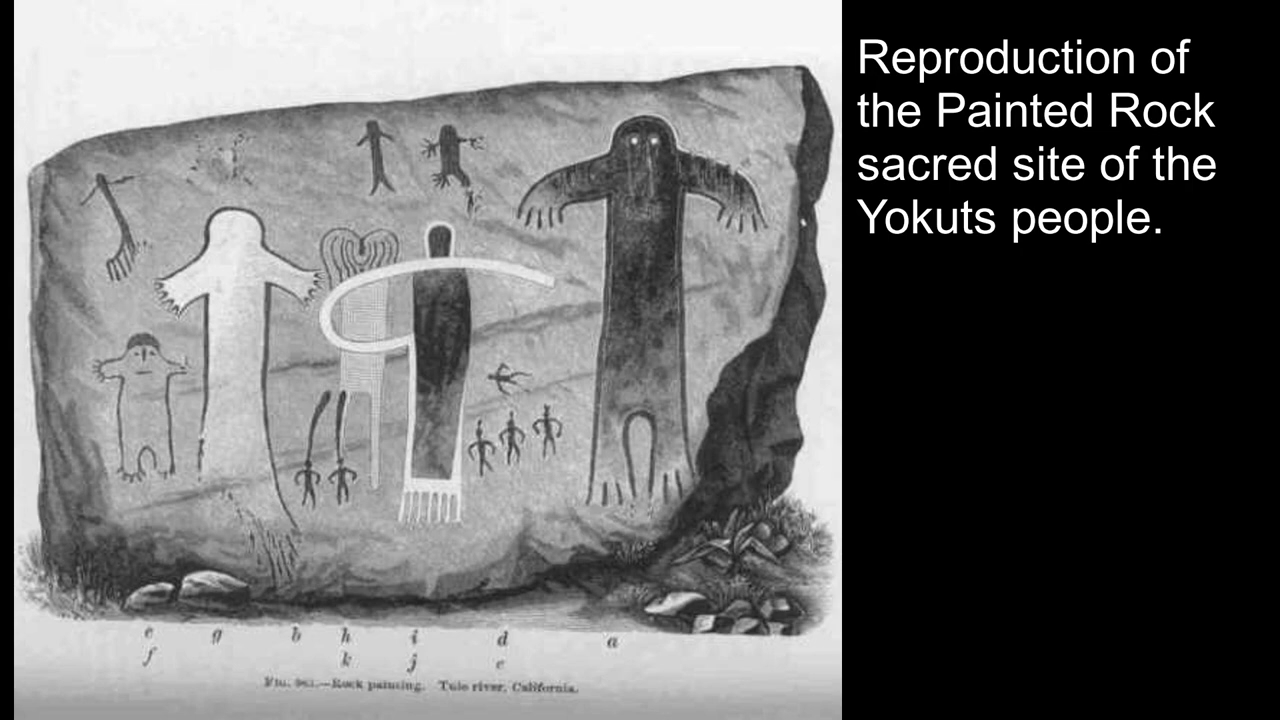 Reproduction of
the Painted Rock
sacred site of the
Yokuts people.
e g b h i d a
f k j e
Rock painting. Tule river, California.